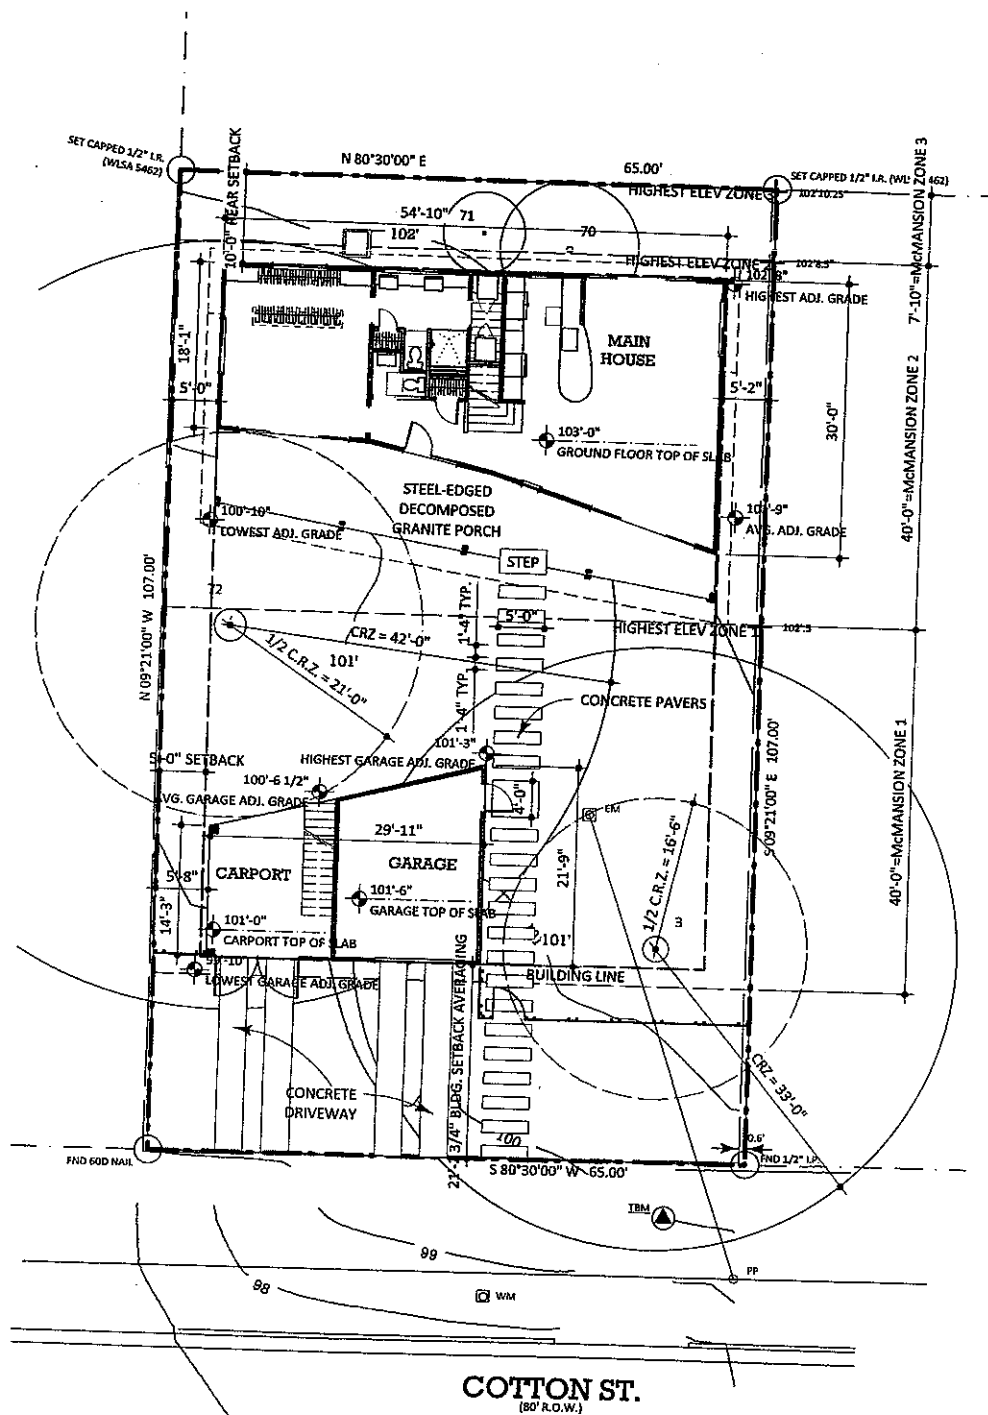 SET CAPPED 1/2" I.R.
(WLSA 5462)
10'-0" REAR SETBACK
N 80°30'00" E
65.00'
SET CAPPED 1/2" I.R. (WLS 5462)
HIGHEST ELEV ZONE
102'10.25"
7'-10"=McMANSION ZONE 3
54'-10"
71
102'
70
HIGHEST ELEV ZONE
102'8.5"
HIGHEST ADJ. GRADE
18'-1"
MAIN
HOUSE
5'-0"
5'-2"
30'-0"
40'-0"=McMANSION ZONE 2
103'-0"
GROUND FLOOR TOP OF SLAB
STEEL-EDGED
DECOMPOSED
GRANITE PORCH
100'-10"
LOWEST ADJ. GRADE
AVG. ADJ. GRADE
STEP
72
N 09°21'00" W 107.00'
CRZ = 42'-0"
1/2 C.R.Z. = 21'-0"
101'
1'-4" TYP.
5'-0"
HIGHEST ELEV ZONE 1
102'.5
1'-4" TYP.
CONCRETE PAVERS
101'-3"
HIGHEST GARAGE ADJ. GRADE
5'-0" SETBACK
100'-6 1/2"
AVG. GARAGE ADJ. GRADE
S 09°21'00" E 107.00'
40'-0"=McMANSION ZONE 1
4'-0"
EM
29'-11"
CARPORT
GARAGE
21'-9"
1/2 C.R.Z. = 16'-6"
3
5'-8"
14'-3"
101'-6"
GARAGE TOP OF SLAB
101'-0"
CARPORT TOP OF SLAB
101'
99'-10"
LOWEST GARAGE ADJ. GRADE
BUILDING LINE
CRZ = 33'-0"
CONCRETE
DRIVEWAY
100
0.6'
FND 60D NAIL
S 80°30'00" W 65.00'
FND 1/2" I.P.
TBM
99
PP
98
WM
COTTON ST.
(80' R.O.W.)